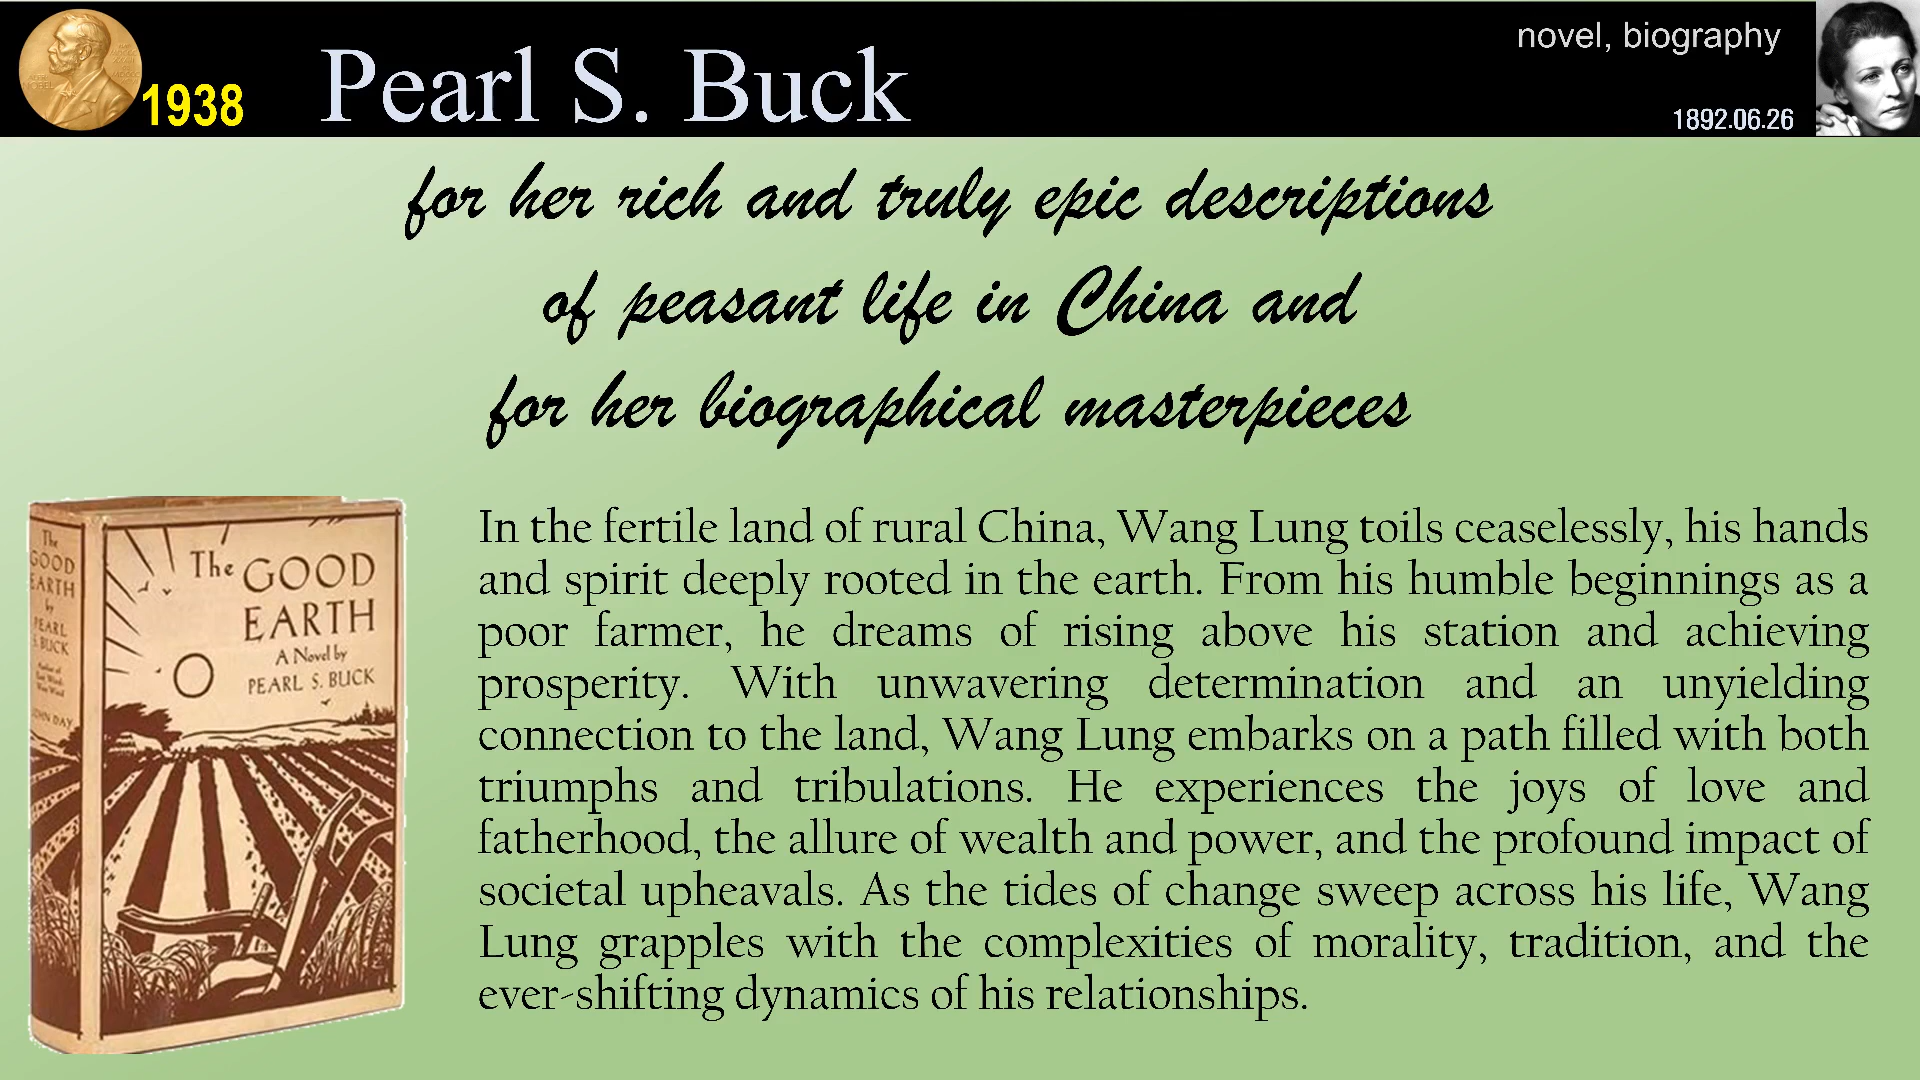 1938
Pearl S. Buck
novel, biography
1892.06.26
for her rich and truly epic descriptions
of peasant life in China and
for her biographical masterpieces
The
GOOD
EARTH
by
PEARL
S. BUCK
JOHN DAY
The GOOD
EARTH
A Novel by
PEARL S. BUCK
In the fertile land of rural China, Wang Lung toils ceaselessly, his hands
and spirit deeply rooted in the earth. From his humble beginnings as a
poor farmer, he dreams of rising above his station and achieving
prosperity. With unwavering determination and an unyielding
connection to the land, Wang Lung embarks on a path filled with both
triumphs and tribulations. He experiences the joys of love and
fatherhood, the allure of wealth and power, and the profound impact of
societal upheavals. As the tides of change sweep across his life, Wang
Lung grapples with the complexities of morality, tradition, and the
ever-shifting dynamics of his relationships.